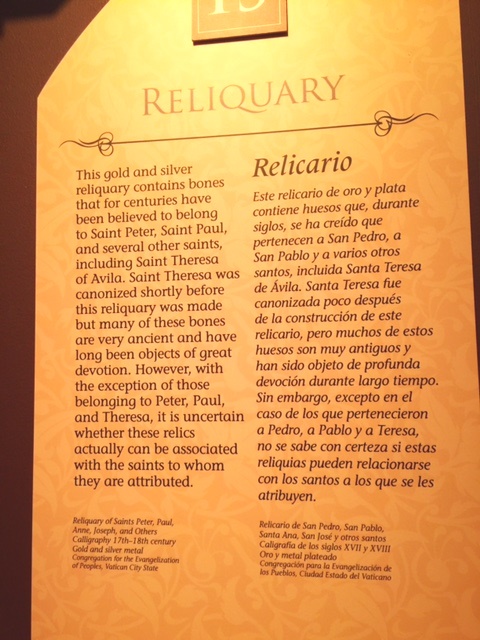 RELIQUARY
This gold and silver
reliquary contains bones
that for centuries have
been believed to belong
to Saint Peter, Saint Paul,
and several other saints,
including Saint Theresa
of Avila. Saint Theresa was
canonized shortly before
this reliquary was made
but many of these bones
are very ancient and have
long been objects of great
devotion. However, with
the exception of those
belonging to Peter, Paul,
and Theresa, it is uncertain
whether these relics
actually can be associated
with the saints to whom
they are attributed.
Reliquary of Saints Peter, Paul,
Anne, Joseph, and Others
Calligraphy 17th–18th century
Gold and silver metal
Congregation for the Evangelization
of Peoples, Vatican City State
Relicario
Este relicario de oro y plata
contiene huesos que, durante
siglos, se ha creído que
pertenecen a San Pedro, a
San Pablo y a varios otros
santos, incluida Santa Teresa
de Ávila. Santa Teresa fue
canonizada poco después
de la construcción de este
relicario, pero muchos de estos
huesos son muy antiguos y
han sido objeto de profunda
devoción durante largo tiempo.
Sin embargo, excepto en el
caso de los que pertenecieron
a Pedro, a Pablo y a Teresa,
no se sabe con certeza si estas
reliquias pueden relacionarse
con los santos a los que se les
atribuyen.
Relicario de San Pedro, San Pablo,
Santa Ana, San José y otros santos
Caligrafía de los siglos XVII y XVIII
Oro y metal plateado
Congregación para la Evangelización de
los Pueblos, Ciudad Estado del Vaticano